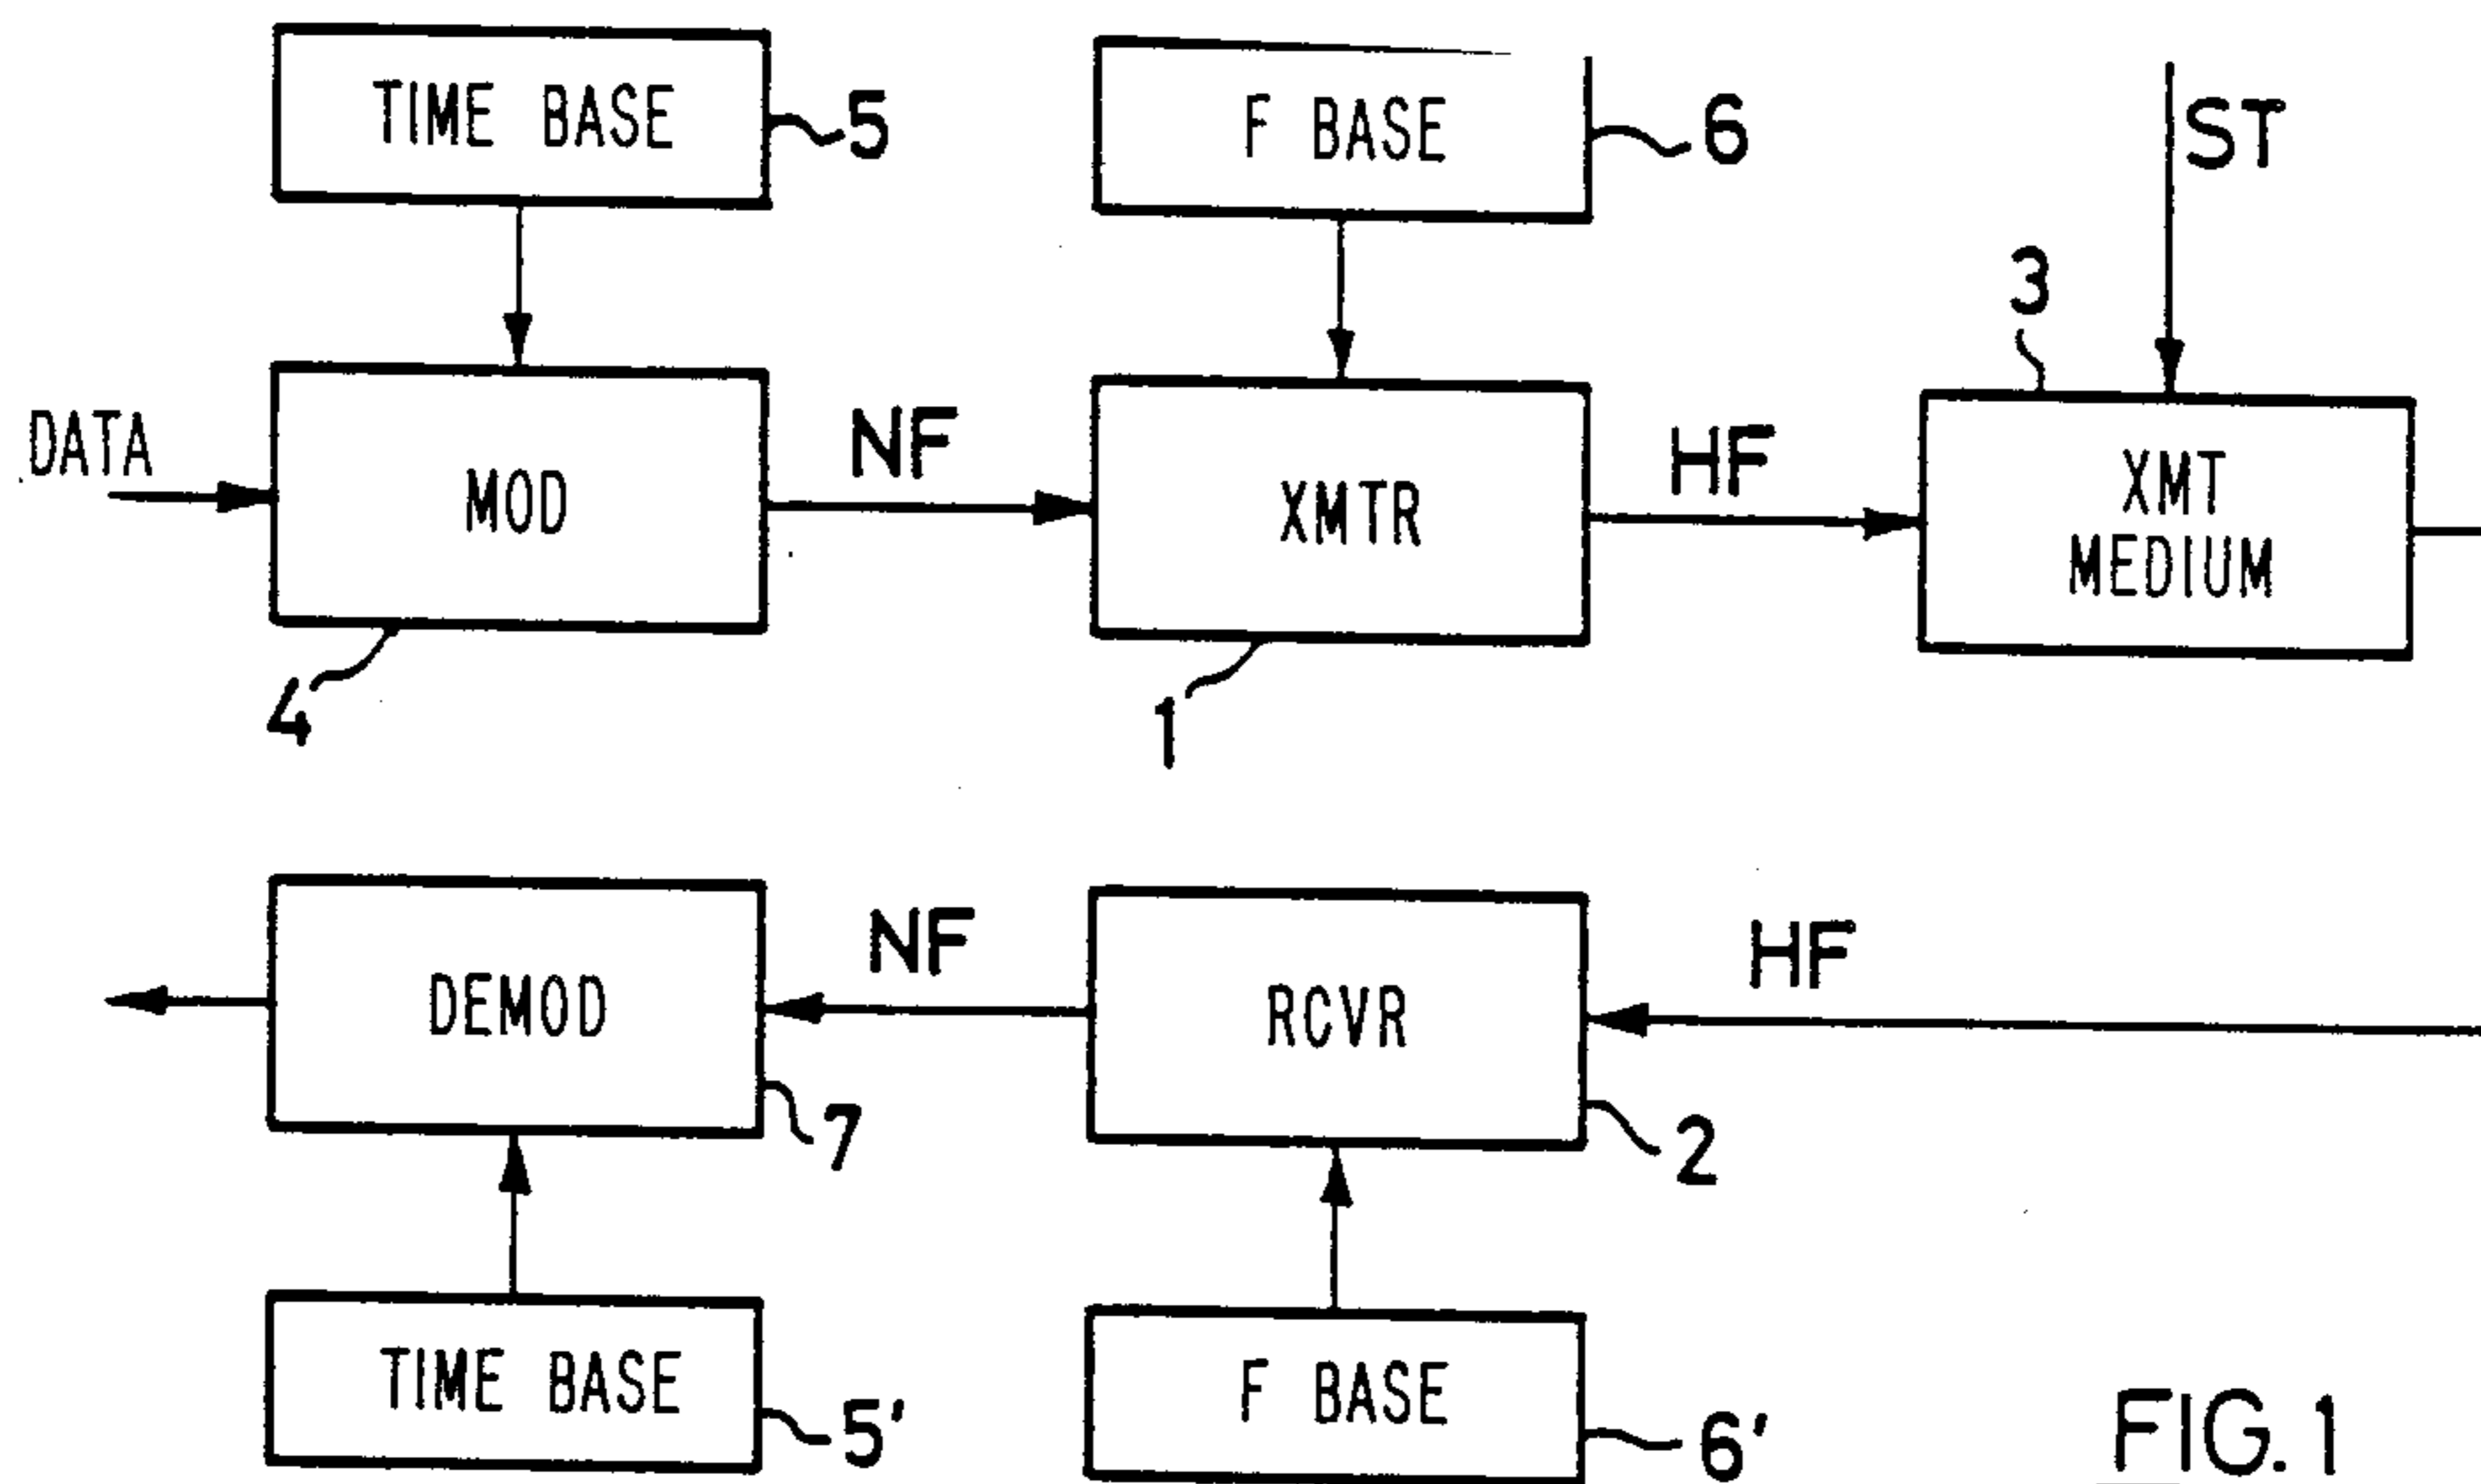 TIME BASE
5
F BASE
6
ST
3
DATA
MOD
NF
XMTR
HF
XMT
MEDIUM
4
1
DEMOD
NF
RCVR
HF
7
2
TIME BASE
5'
F BASE
6'
FIG. 1